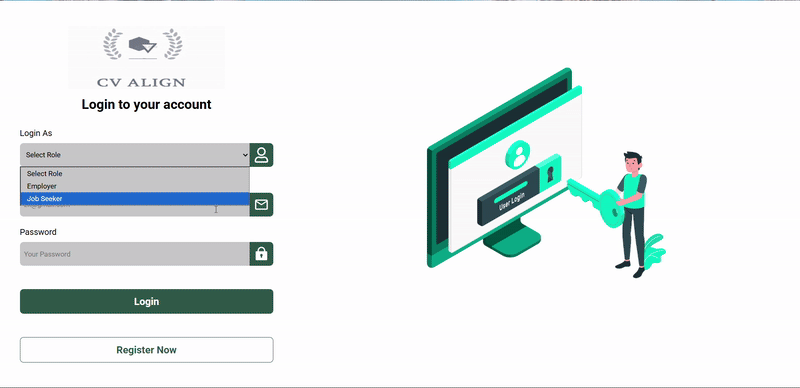 CV ALIGN
Login to your account
Login As
Select Role
Select Role
Employer
Job Seeker
Password
Your Password
Login
Register Now
User Login